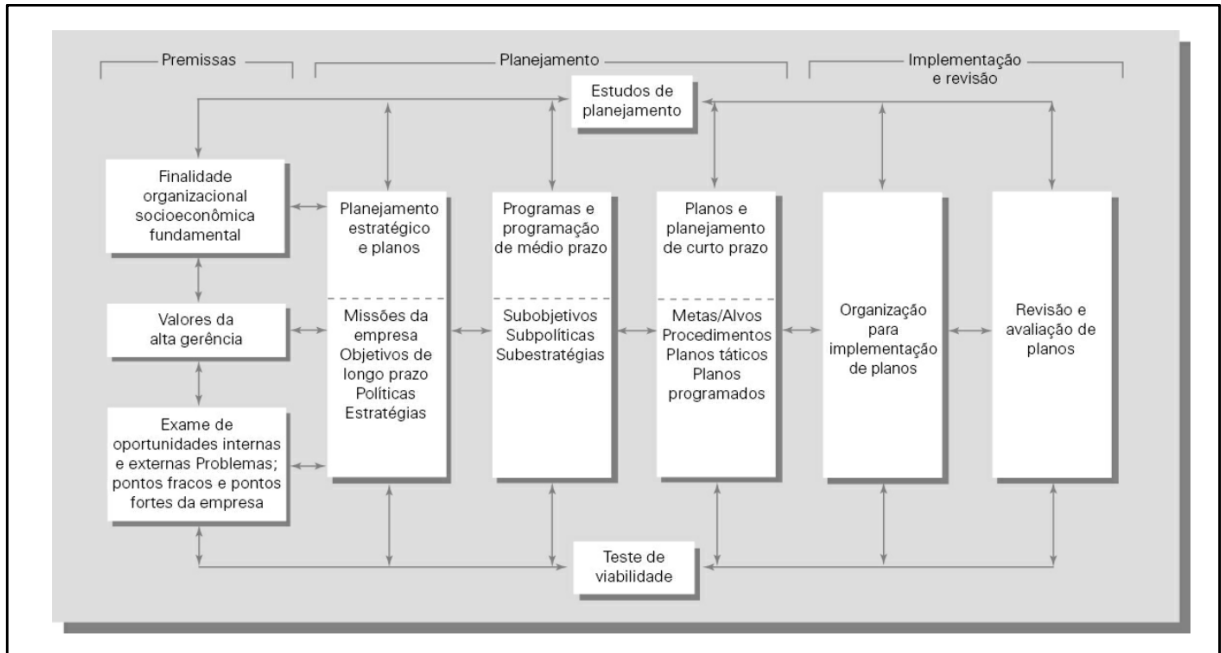 Premissas
Planejamento
Implementação
e revisão
Estudos de
planejamento
Finalidade
organizacional
socioeconômica
fundamental
Valores da
alta gerência
Exame de
oportunidades internas
e externas Problemas;
pontos fracos e pontos
fortes da empresa
Planejamento
estratégico
e planos
Missões da
empresa
Objetivos de
longo prazo
Políticas
Estratégias
Programas e
programação
de médio prazo
Subobjetivos
Subpolíticas
Subestratégias
Planos e
planejamento
de curto prazo
Metas/Alvos
Procedimentos
Planos táticos
Planos
programados
Organização
para
implementação
de planos
Revisão e
avaliação de
planos
Teste de
viabilidade